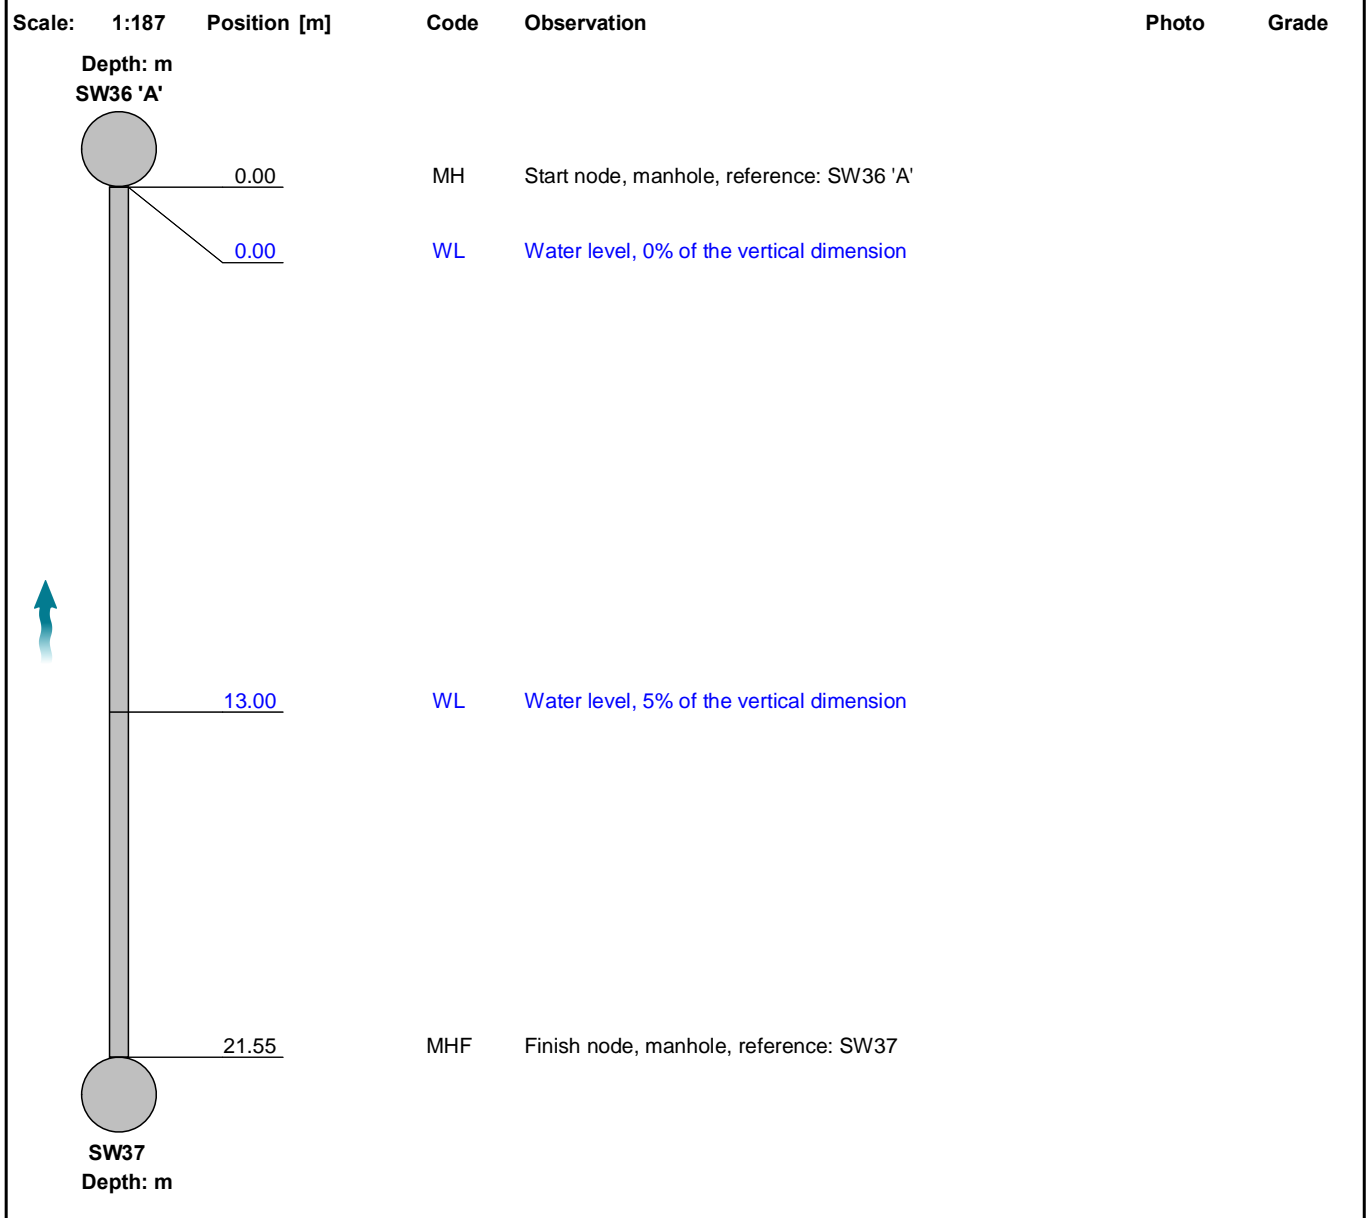 Scale: 1:187 Position [m] Code Observation Photo Grade
Depth: m
SW36 'A'
0.00 MH Start node, manhole, reference: SW36 'A'
0.00 WL Water level, 0% of the vertical dimension
13.00 WL Water level, 5% of the vertical dimension
21.55 MHF Finish node, manhole, reference: SW37
SW37
Depth: m